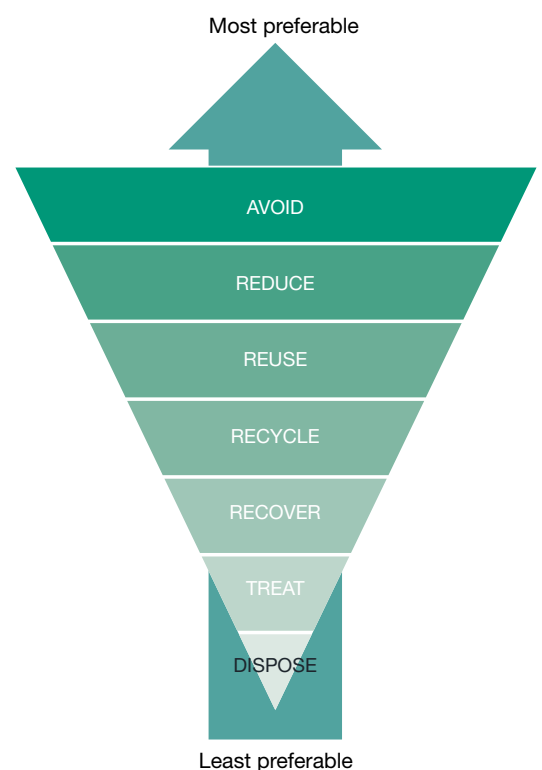 Most preferable
AVOID
REDUCE
REUSE
RECYCLE
RECOVER
TREAT
DISPOSE
Least preferable